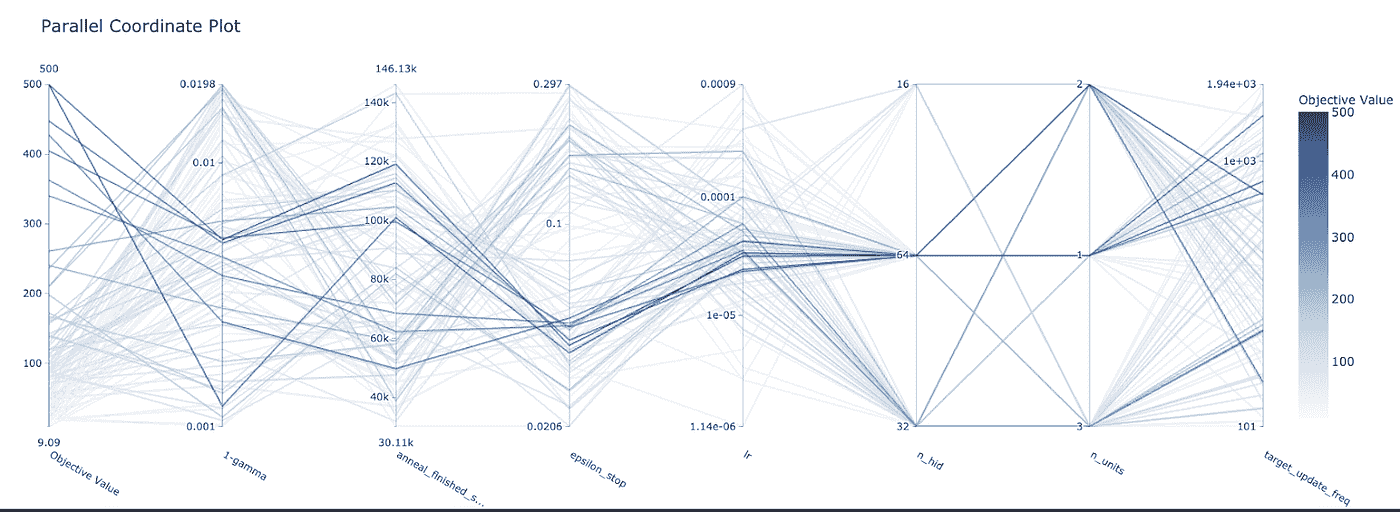 Parallel Coordinate Plot
500
0.0198
146.13k
0.297
0.0009
16
2
1.94e+03
Objective Value
500
400
300
200
100
9.09
0.01
0.001
140k
120k
100k
80k
60k
40k
30.11k
0.1
0.0206
0.0001
1e-05
1.14e-06
64
32
1
3
1e+03
101
500
400
300
200
100
Objective Value
1-gamma
anneal_finished_s...
epsilon_stop
lr
n_hid
n_units
target_update_freq